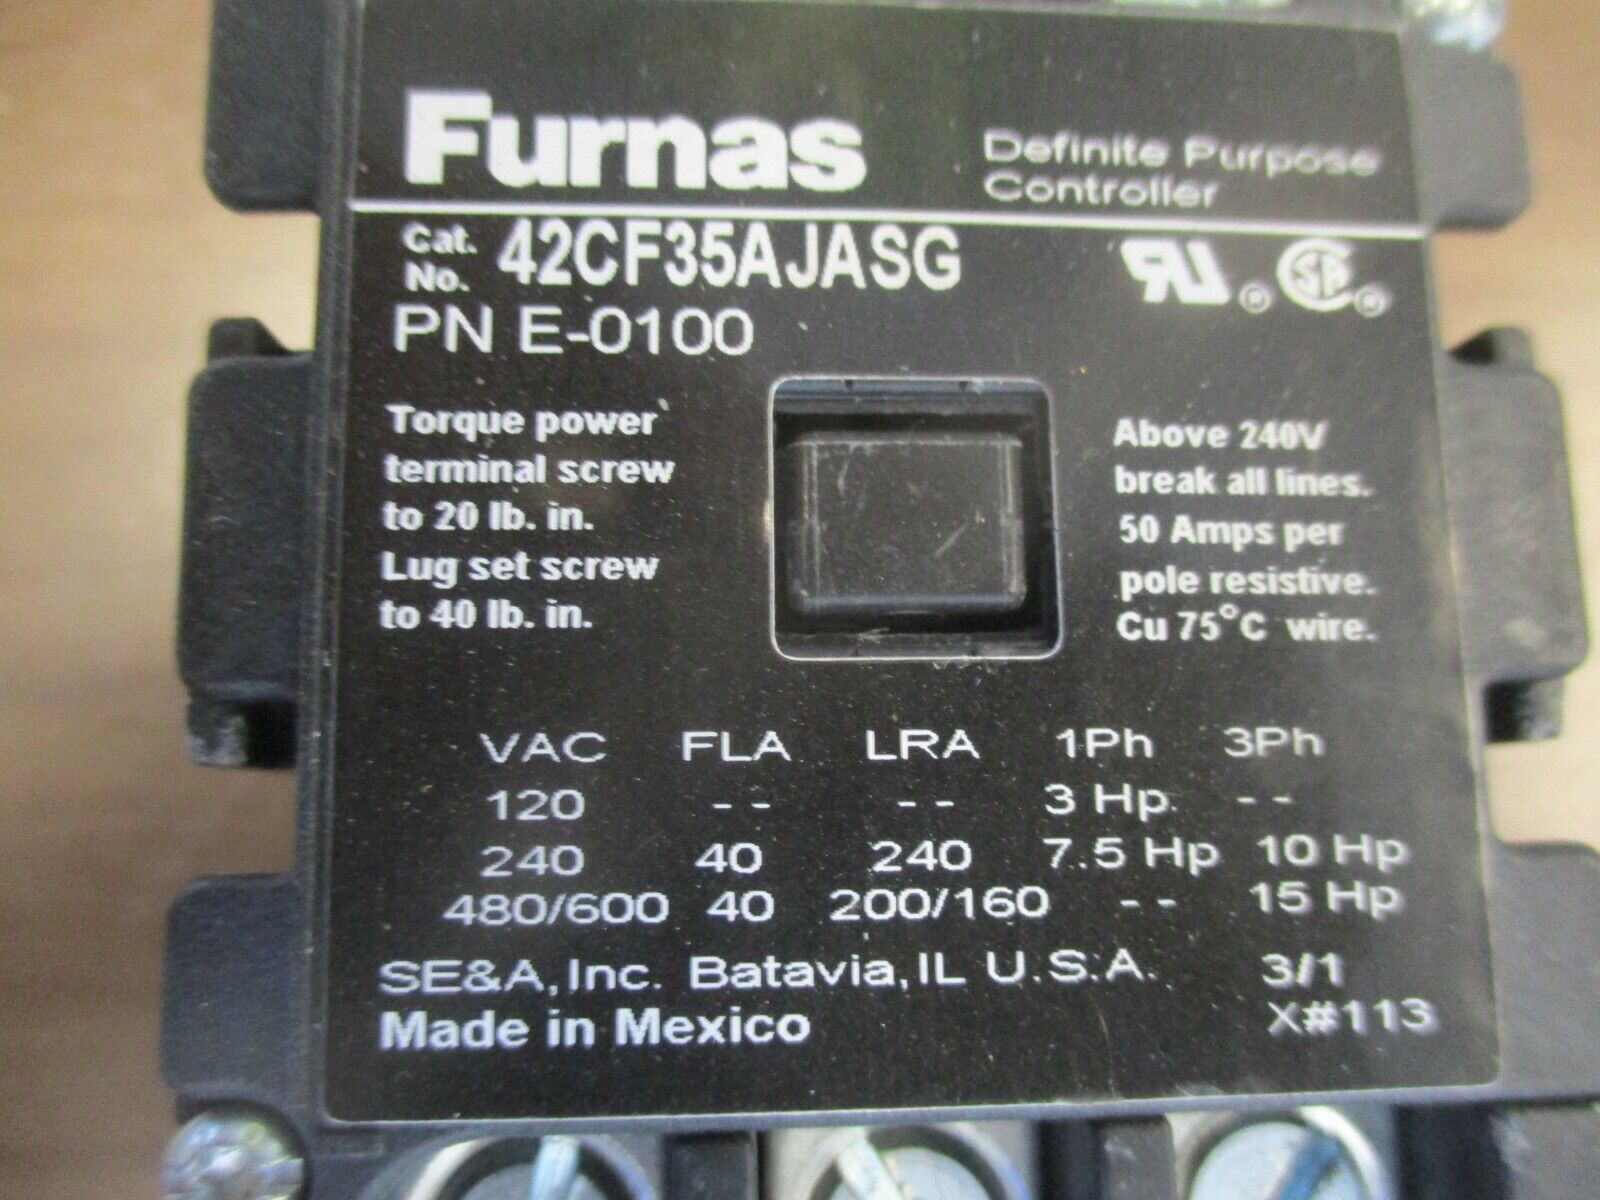 Furnas
Definite Purpose
Controller
Cat.
No. 42CF35AJASG
PN E-0100
Torque power
terminal screw
to 20 lb. in.
Lug set screw
to 40 lb. in.
Above 240V
break all lines.
50 Amps per
pole resistive.
Cu 75°C wire.
VAC FLA LRA 1Ph 3Ph
120 -- -- 3 Hp. --
240 40 240 7.5 Hp 10 Hp
480/600 40 200/160 -- 15 Hp
SE&A, Inc. Batavia, IL U.S.A. 3/1
Made in Mexico X#113